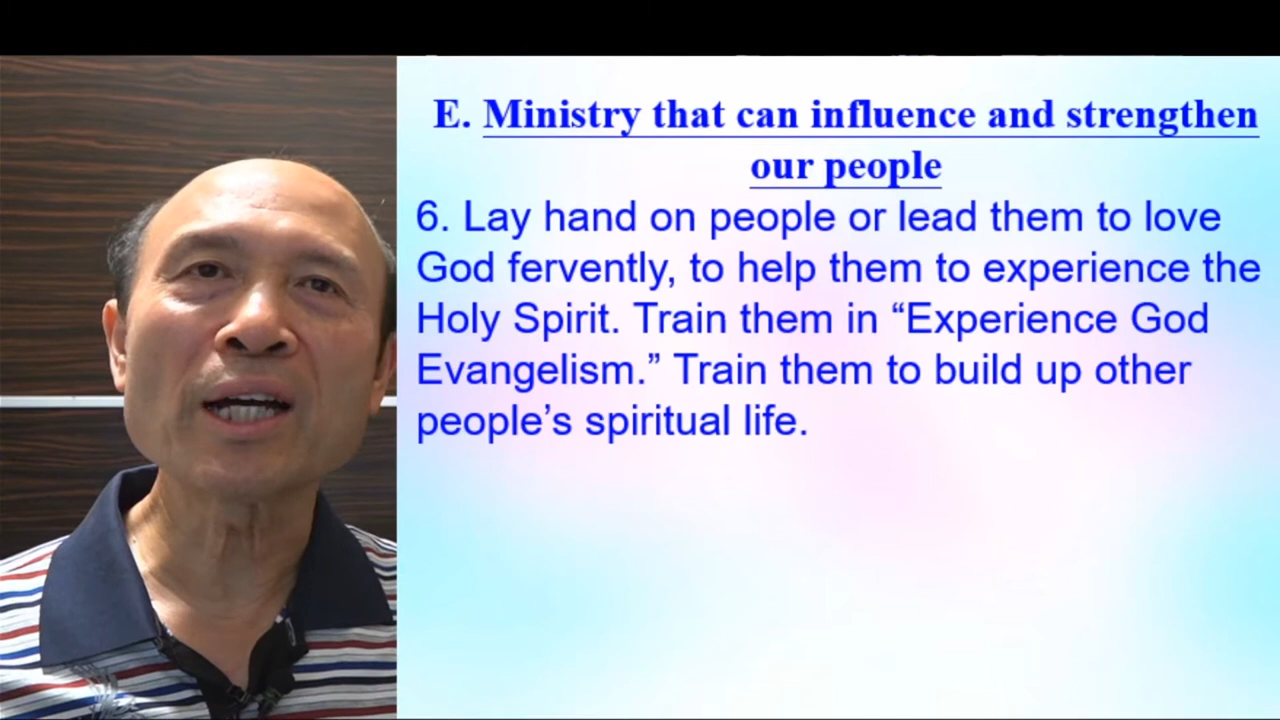 E. Ministry that can influence and strengthen
our people
6. Lay hand on people or lead them to love
God fervently, to help them to experience the
Holy Spirit. Train them in “Experience God
Evangelism.” Train them to build up other
people’s spiritual life.